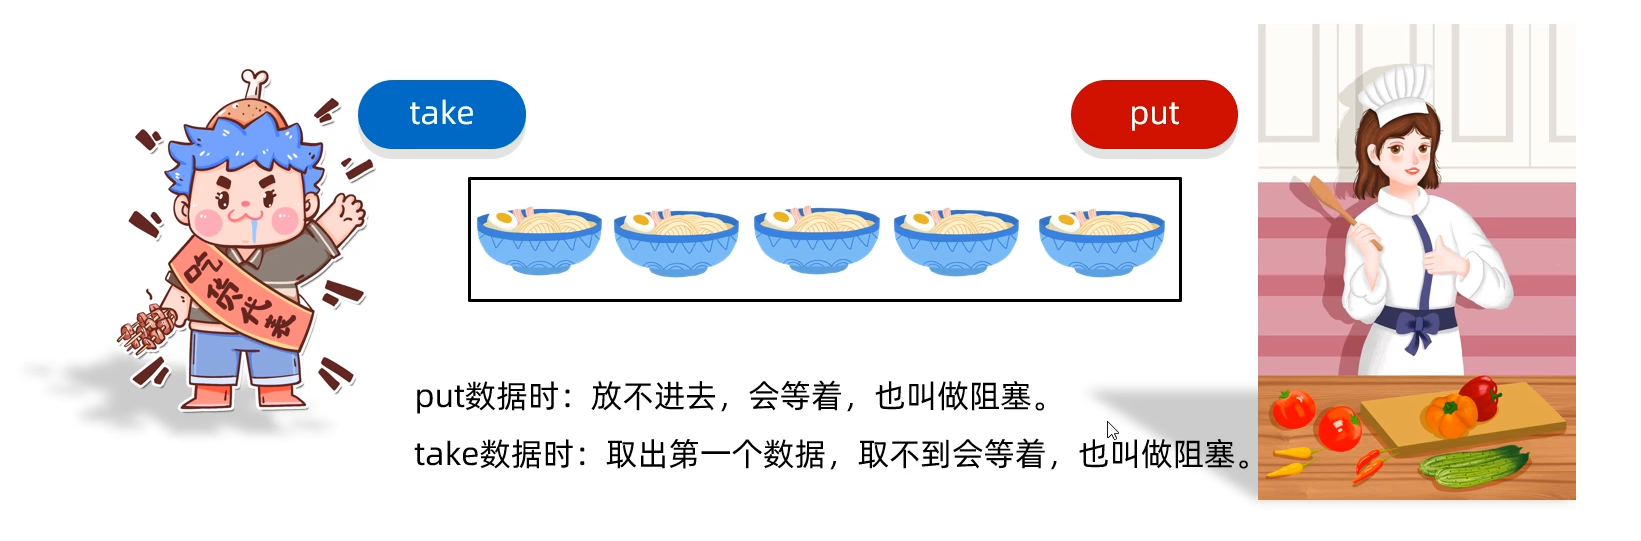 take
put
吃货代表
put数据时：放不进去，会等着，也叫做阻塞。
take数据时：取出第一个数据，取不到会等着，也叫做阻塞。